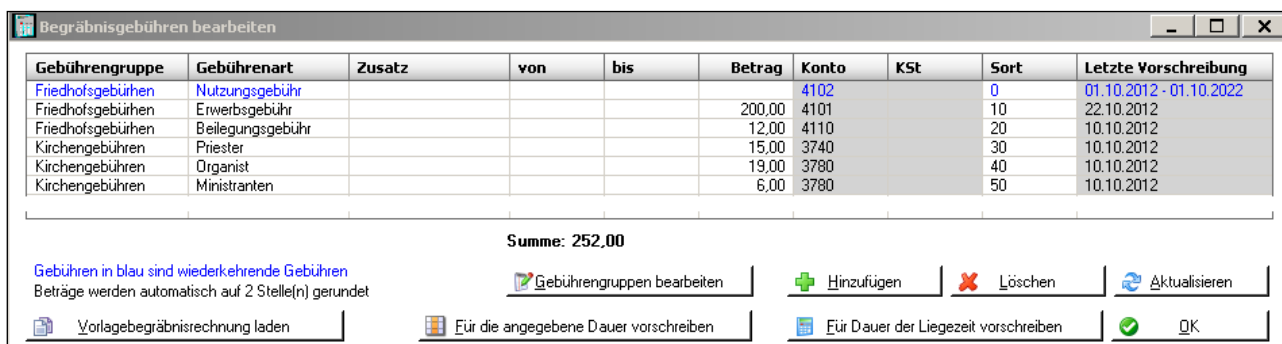 Begräbnisgebühren bearbeiten
Gebührengruppe Gebührenart Zusatz von bis Betrag Konto KSt Sort Letzte Vorschreibung
Friedhofsgebürhen Nutzungsgebühr 4102 0 01.10.2012 - 01.10.2022
Friedhofsgebürhen Erwerbsgebühr 200,00 4101 10 22.10.2012
Friedhofsgebürhen Beilegungsgebühr 12,00 4110 20 10.10.2012
Kirchengebühren Priester 15,00 3740 30 10.10.2012
Kirchengebühren Organist 19,00 3780 40 10.10.2012
Kirchengebühren Ministranten 6,00 3780 50 10.10.2012
Summe: 252,00
Gebühren in blau sind wiederkehrende Gebühren
Beträge werden automatisch auf 2 Stelle(n) gerundet
Gebührengruppen bearbeiten Hinzufügen Löschen Aktualisieren
Vorlagebegräbnisrechnung laden Für die angegebene Dauer vorschreiben Für Dauer der Liegezeit vorschreiben OK